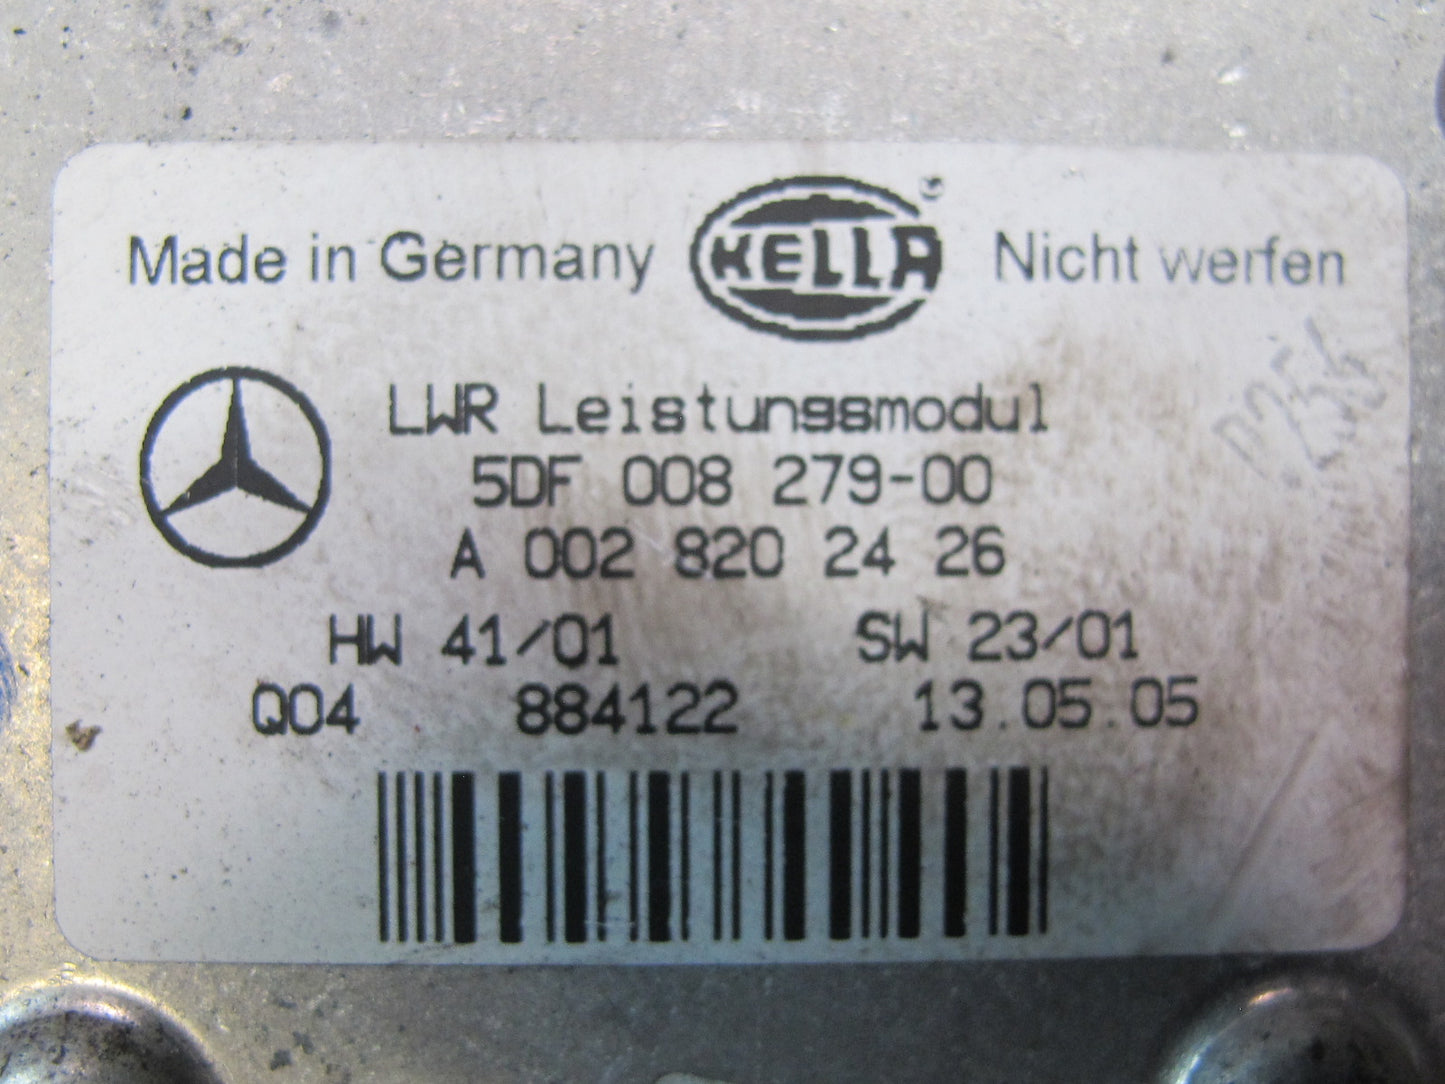 Made in Germany HELLA ® Nicht werfen
LWR Leistungsmodul
5DF 008 279-00
A 002 820 24 26
HW 41/01 SW 23/01
Q04 884122 13.05.05